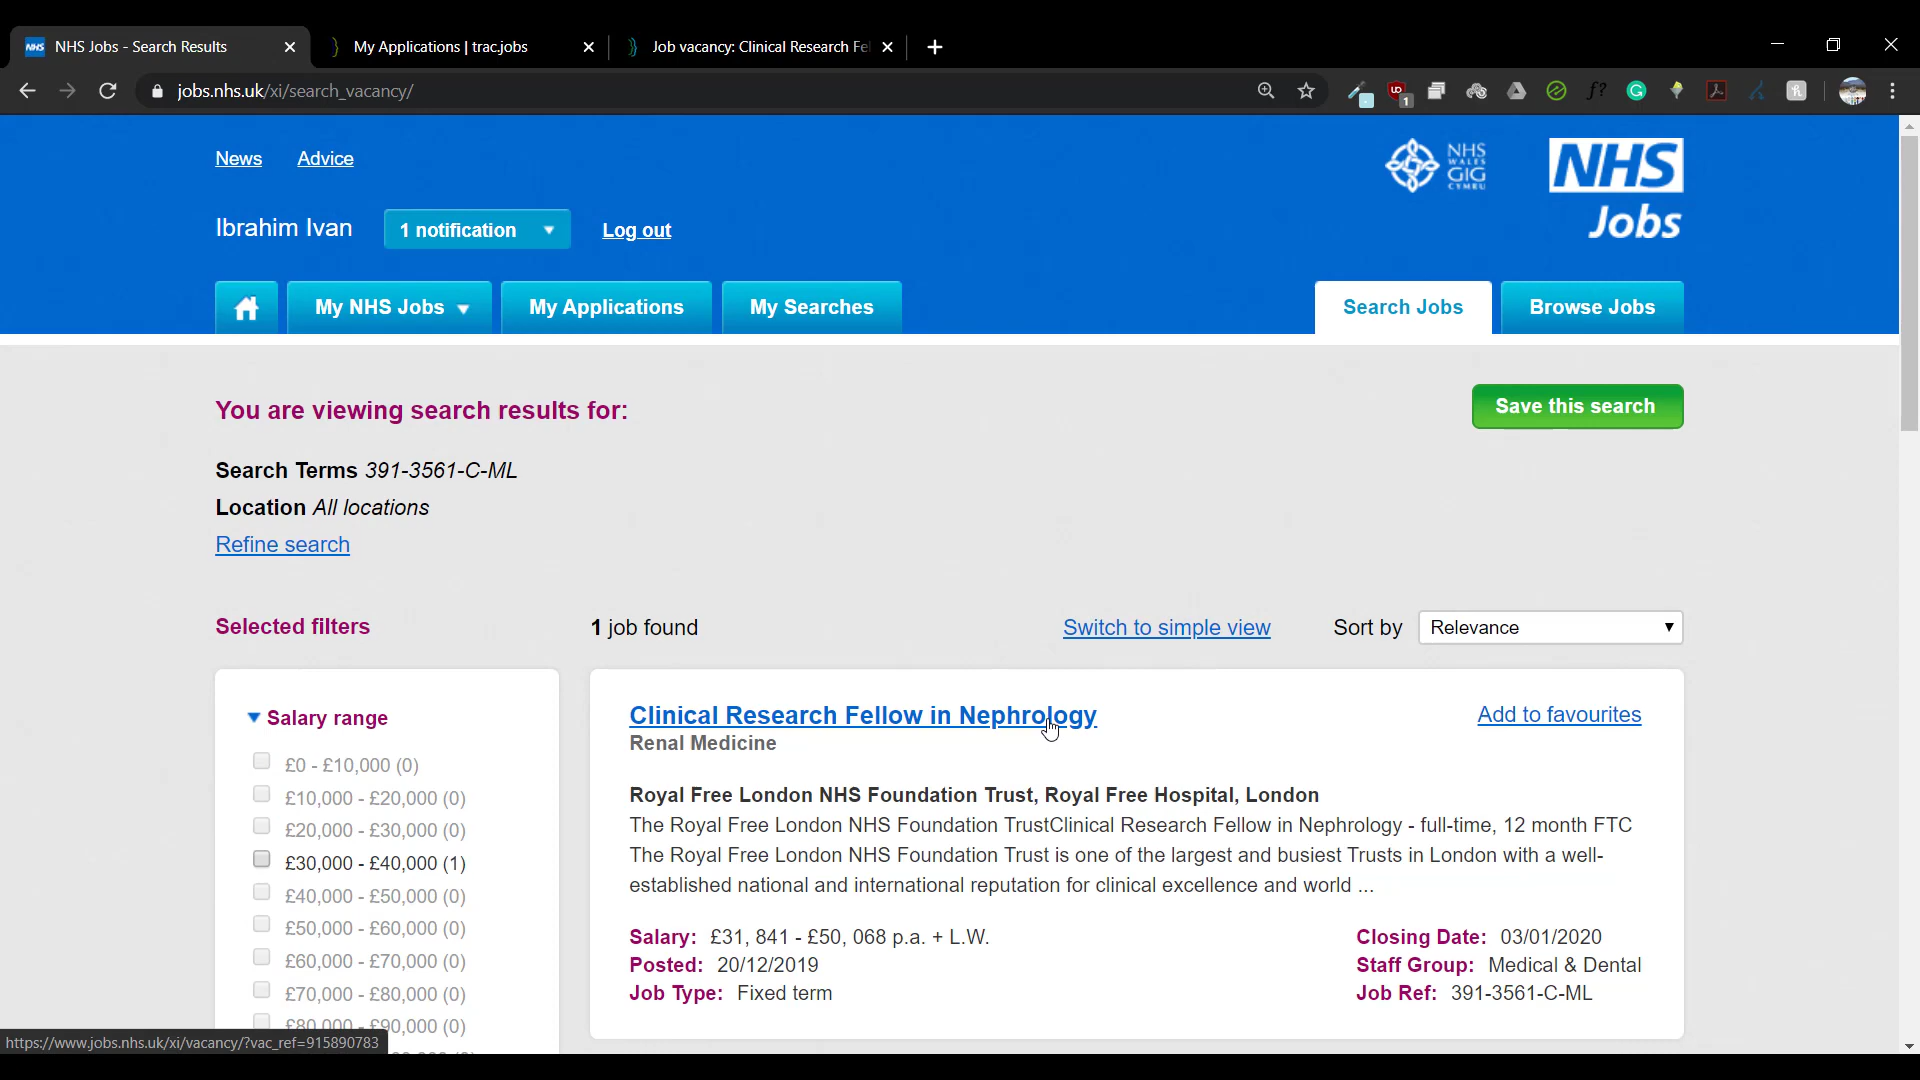 NHS Jobs - Search Results
My Applications | trac.jobs
Job vacancy: Clinical Research Fel
jobs.nhs.uk/xi/search_vacancy/
News Advice
NHS
WALES
GIG
CYMRU
NHS
Jobs
Ibrahim Ivan 1 notification Log out
My NHS Jobs My Applications My Searches Search Jobs Browse Jobs
You are viewing search results for: Save this search
Search Terms 391-3561-C-ML
Location All locations
Refine search
Selected filters 1 job found Switch to simple view Sort by Relevance
Salary range
£0 - £10,000 (0)
£10,000 - £20,000 (0)
£20,000 - £30,000 (0)
£30,000 - £40,000 (1)
£40,000 - £50,000 (0)
£50,000 - £60,000 (0)
£60,000 - £70,000 (0)
£70,000 - £80,000 (0)
£80,000 - £90,000 (0)
Clinical Research Fellow in Nephrology Add to favourites
Renal Medicine
Royal Free London NHS Foundation Trust, Royal Free Hospital, London
The Royal Free London NHS Foundation TrustClinical Research Fellow in Nephrology - full-time, 12 month FTC
The Royal Free London NHS Foundation Trust is one of the largest and busiest Trusts in London with a well-
established national and international reputation for clinical excellence and world ...
Salary: £31, 841 - £50, 068 p.a. + L.W.
Posted: 20/12/2019
Job Type: Fixed term
Closing Date: 03/01/2020
Staff Group: Medical & Dental
Job Ref: 391-3561-C-ML
https://www.jobs.nhs.uk/xi/vacancy/?vac_ref=915890783